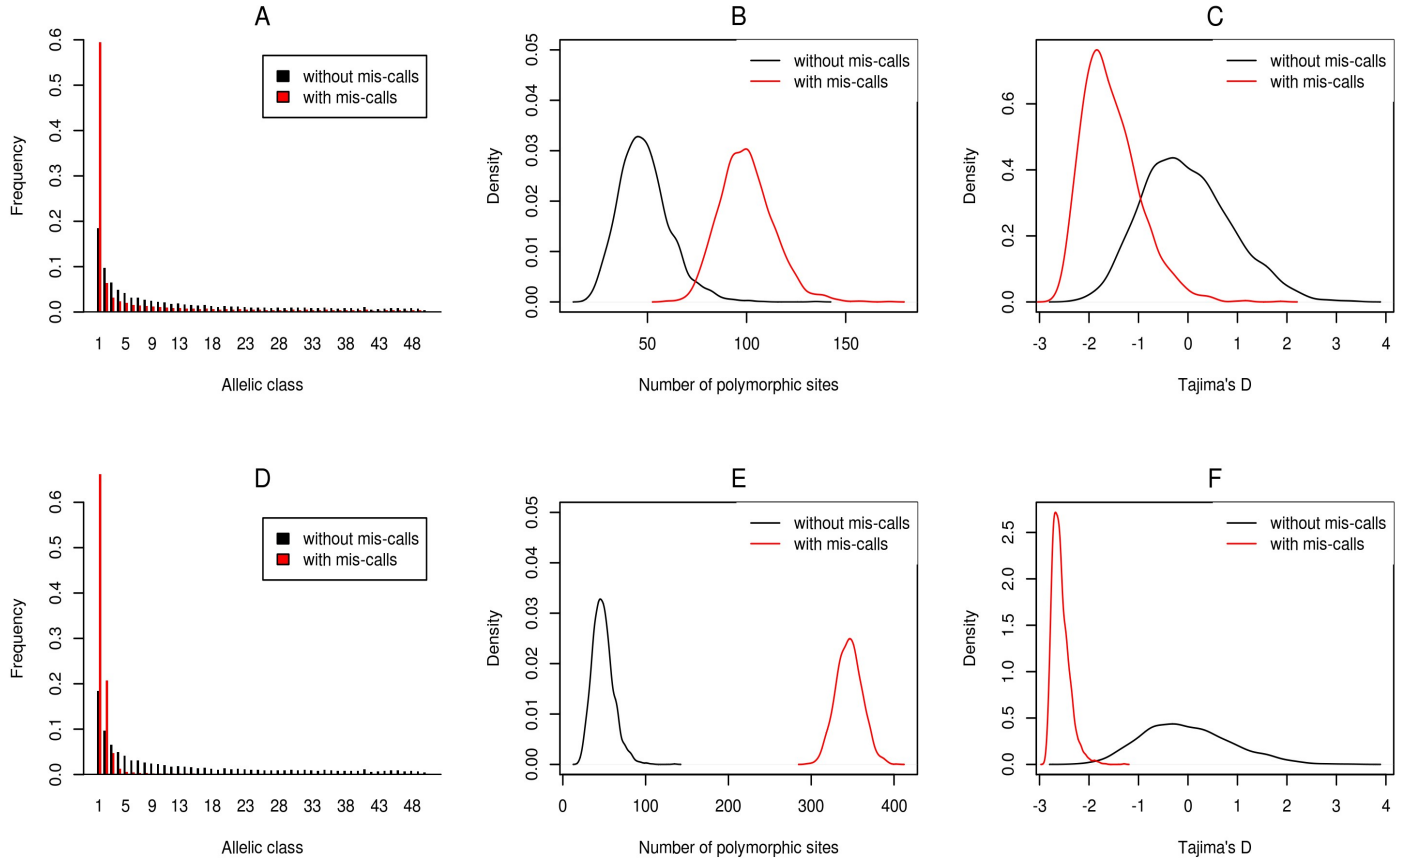 A
Frequency
0.0 0.1 0.2 0.3 0.4 0.5 0.6
without mis-calls
with mis-calls
1 5 9 13 18 23 28 33 38 43 48
Allelic class
B
Density
0.00 0.01 0.02 0.03 0.04 0.05
without mis-calls
with mis-calls
50 100 150
Number of polymorphic sites
C
Density
0.0 0.2 0.4 0.6
without mis-calls
with mis-calls
-3 -2 -1 0 1 2 3 4
Tajima's D
D
Frequency
0.0 0.1 0.2 0.3 0.4 0.5 0.6
without mis-calls
with mis-calls
1 5 9 13 18 23 28 33 38 43 48
Allelic class
E
Density
0.00 0.01 0.02 0.03 0.04 0.05
without mis-calls
with mis-calls
0 100 200 300 400
Number of polymorphic sites
F
Density
0.0 0.5 1.0 1.5 2.0 2.5
without mis-calls
with mis-calls
-3 -2 -1 0 1 2 3 4
Tajima's D